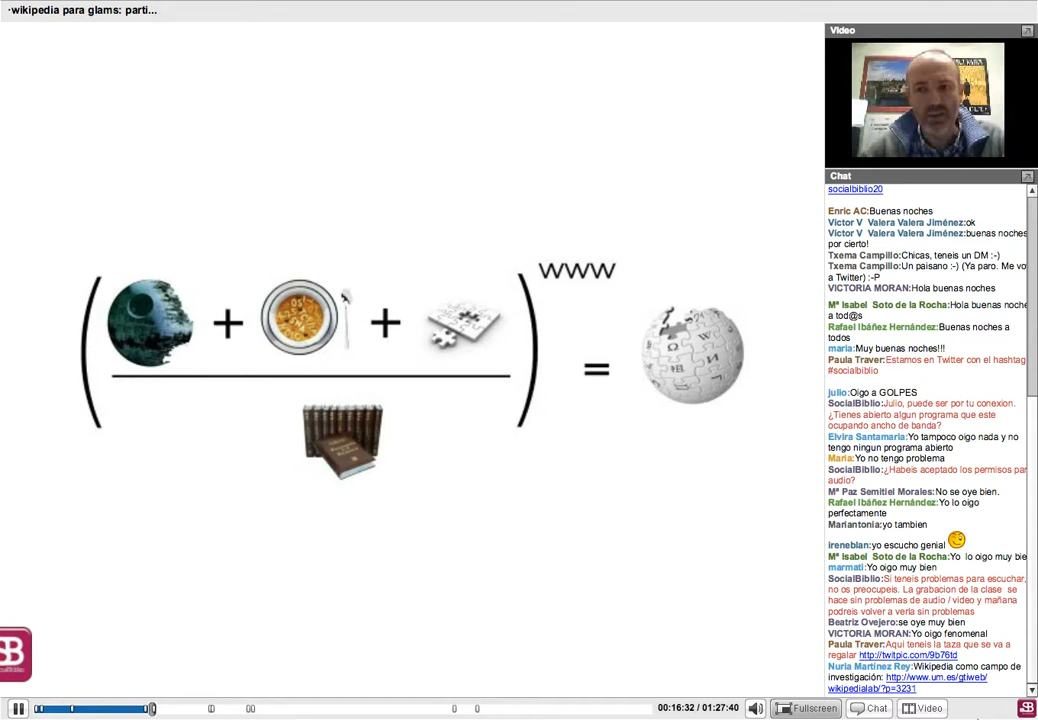 ·wikipedia para glams: parti...
Video
Chat
socialbiblio20
Enric AC:Buenas noches
Víctor V Valera Valera Jiménez:ok
Víctor V Valera Valera Jiménez:buenas noches
por cierto!
Txema Campillo:Chicas, teneis un DM :-)
Txema Campillo:Un paisano :-) (Ya paro. Me vo
a Twitter) :-P
VICTORIA MORAN:Hola buenas noches
Mª Isabel Soto de la Rocha:Hola buenas noche
a tod@s
Rafael Ibáñez Hernández:Buenas noches a
todos
maria:Muy buenas noches!!!
Paula Traver:Estamos en Twitter con el hashtag
#socialbiblio
julio:Oigo a GOLPES
SocialBiblio:Julio, puede ser por tu conexion.
¿Tienes abierto algun programa que este
ocupando ancho de banda?
Elvira Santamaria:Yo tampoco oigo nada y no
tengo ningun programa abierto
Maria:Yo no tengo problema
SocialBiblio:¿Habeis aceptado los permisos par
audio?
Mª Paz Semitiel Morales:No se oye bien.
Rafael Ibáñez Hernández:Yo lo oigo
perfectamente
Mariantonia:yo tambien
ireneblan:yo escucho genial
Mª Isabel Soto de la Rocha:Yo lo oigo muy bie
marmati:Yo oigo muy bien
SocialBiblio:Si teneis problemas para escuchar,
no os preocupeis. La grabacion de la clase se
hace sin problemas de audio / video y mañana
podreis volver a verla sin problemas
Beatriz Ovejero:se oye muy bien
VICTORIA MORAN:Yo oigo fenomenal
Paula Traver:Aqui teneis la taza que se va a
regalar http://twitpic.com/9b76td
Nuria Martínez Rey:Wikipedia como campo de
investigación: http://www.um.es/gtiweb/
wikipedialab/?p=3231
www
( + + ) =
SB
00:16:32 / 01:27:40
Fullscreen
Chat
Video
SB